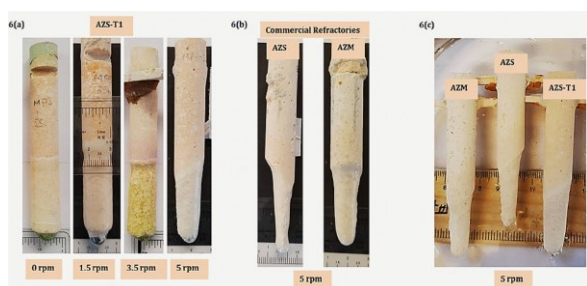 6(a)
AZS-T1
0 rpm
1.5 rpm
3.5 rpm
5 rpm
6(b)
Commercial Refractories
AZS
AZM
5 rpm
6(c)
AZM
AZS
AZS-T1
5 rpm